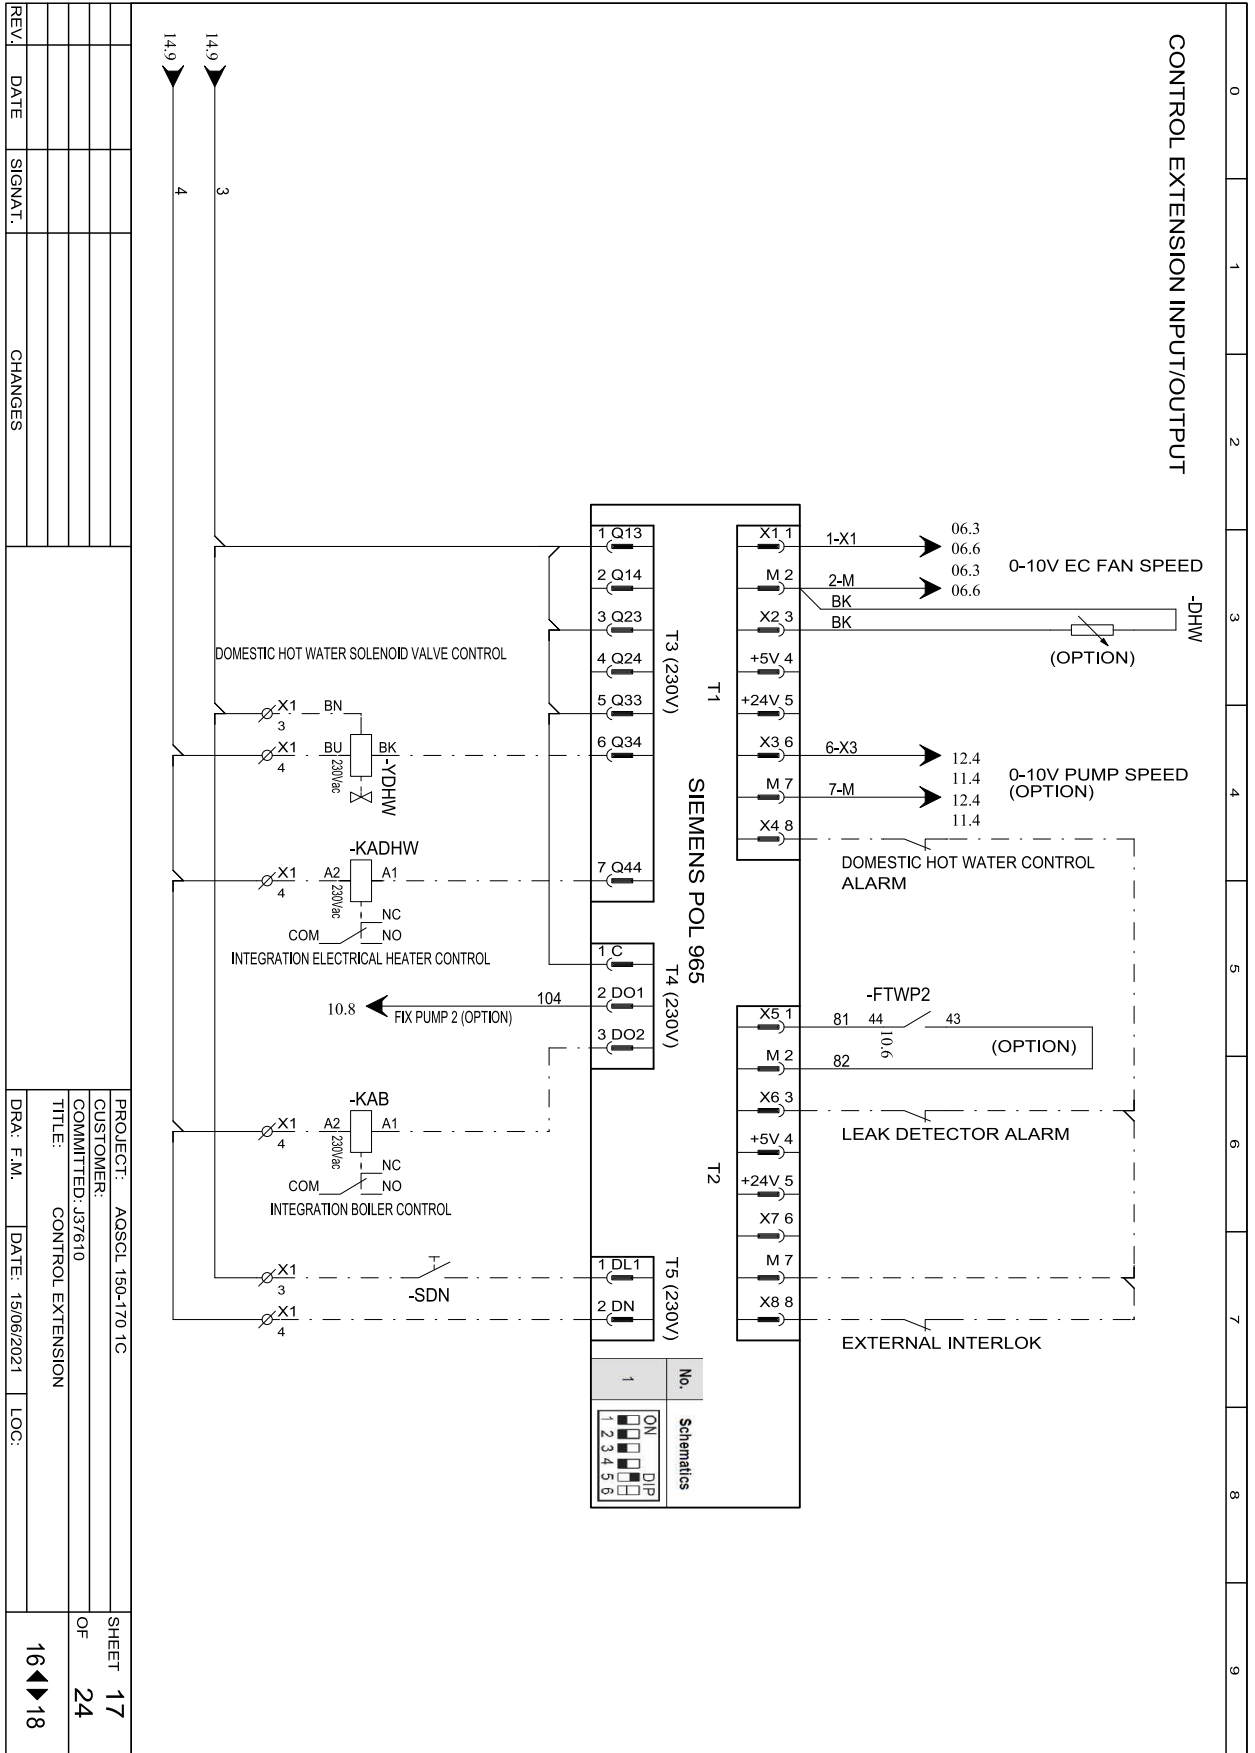 CONTROL EXTENSION INPUT/OUTPUT
0
1
2
3
4
5
6
7
8
9
14.9
14.9
3
4
SIEMENS POL 965
T1
X1 1
M 2
X2 3
+5V 4
+24V 5
X3 6
M 7
X4 8
1-X1
2-M
BK
BK
06.3
06.6
06.3
06.6
0-10V EC FAN SPEED
-DHW
(OPTION)
6-X3
7-M
12.4
11.4
12.4
11.4
0-10V PUMP SPEED
(OPTION)
DOMESTIC HOT WATER CONTROL
ALARM
T2
X5 1
M 2
X6 3
+5V 4
+24V 5
X7 6
M 7
X8 8
-FTWP2
81
44
43
10.6
82
(OPTION)
LEAK DETECTOR ALARM
EXTERNAL INTERLOK
T3 (230V)
1 Q13
2 Q14
3 Q23
4 Q24
5 Q33
6 Q34
7 Q44
DOMESTIC HOT WATER SOLENOID VALVE CONTROL
X1
3
BN
X1
4
BU
230Vac
BK
-YDHW
-KADHW
X1
4
A2
230Vac
A1
NC
COM
NO
INTEGRATION ELECTRICAL HEATER CONTROL
T4 (230V)
1 C
2 DO1
3 DO2
104
10.8
FIX PUMP 2 (OPTION)
-KAB
X1
4
A2
230Vac
A1
NC
COM
NO
INTEGRATION BOILER CONTROL
T5 (230V)
1 DL1
2 DN
X1
3
-SDN
X1
4
No.
Schematics
1
ON
DIP
1 2 3 4 5 6
REV.
DATE
SIGNAT.
CHANGES
PROJECT: AQSCL 150-170 1C
CUSTOMER:
COMMITTED: J37610
TITLE: CONTROL EXTENSION
DRA: F.M.
DATE: 15/06/2021
LOC:
SHEET 17
OF 24
16 18